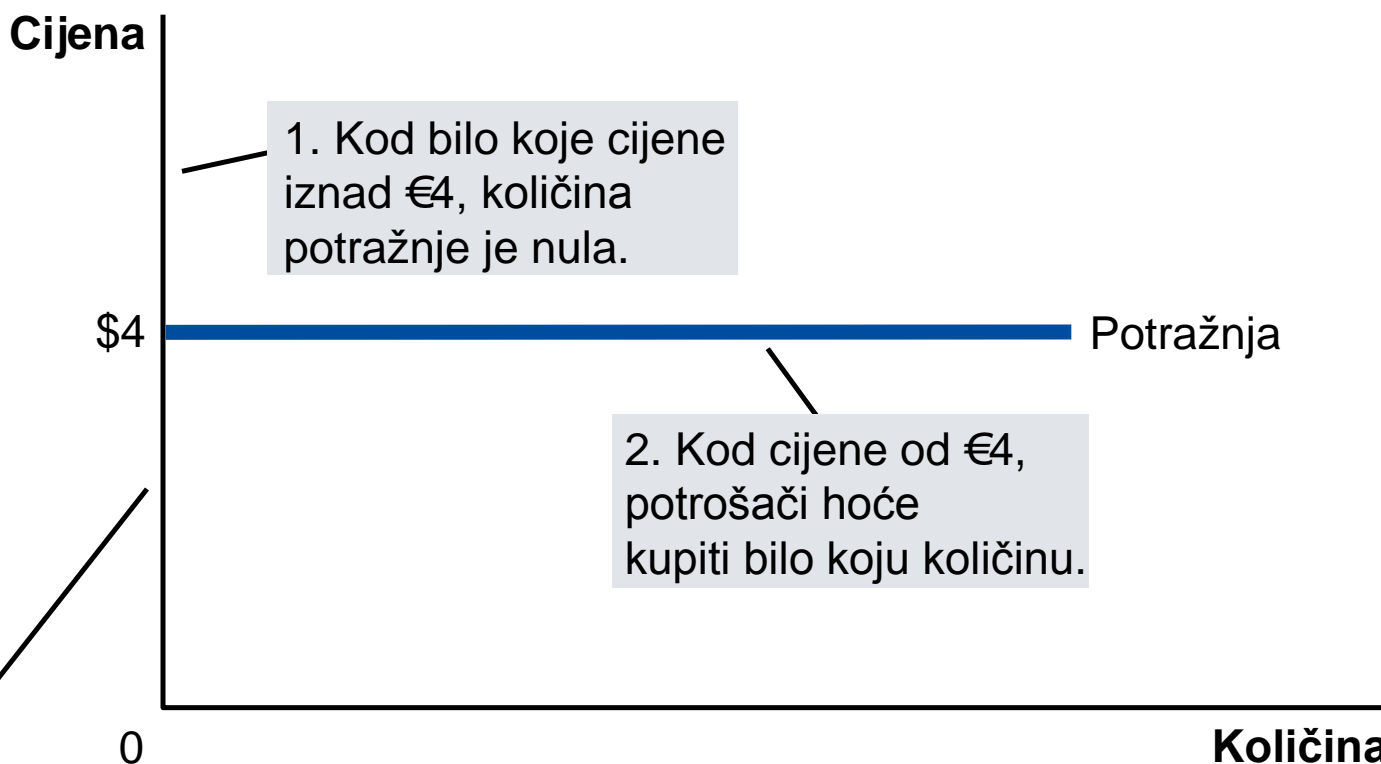 Cijena
1. Kod bilo koje cijene
iznad €4, količina
potražnje je nula.
$4
Potražnja
2. Kod cijene od €4,
potrošači hoće
kupiti bilo koju količinu.
0
Količina